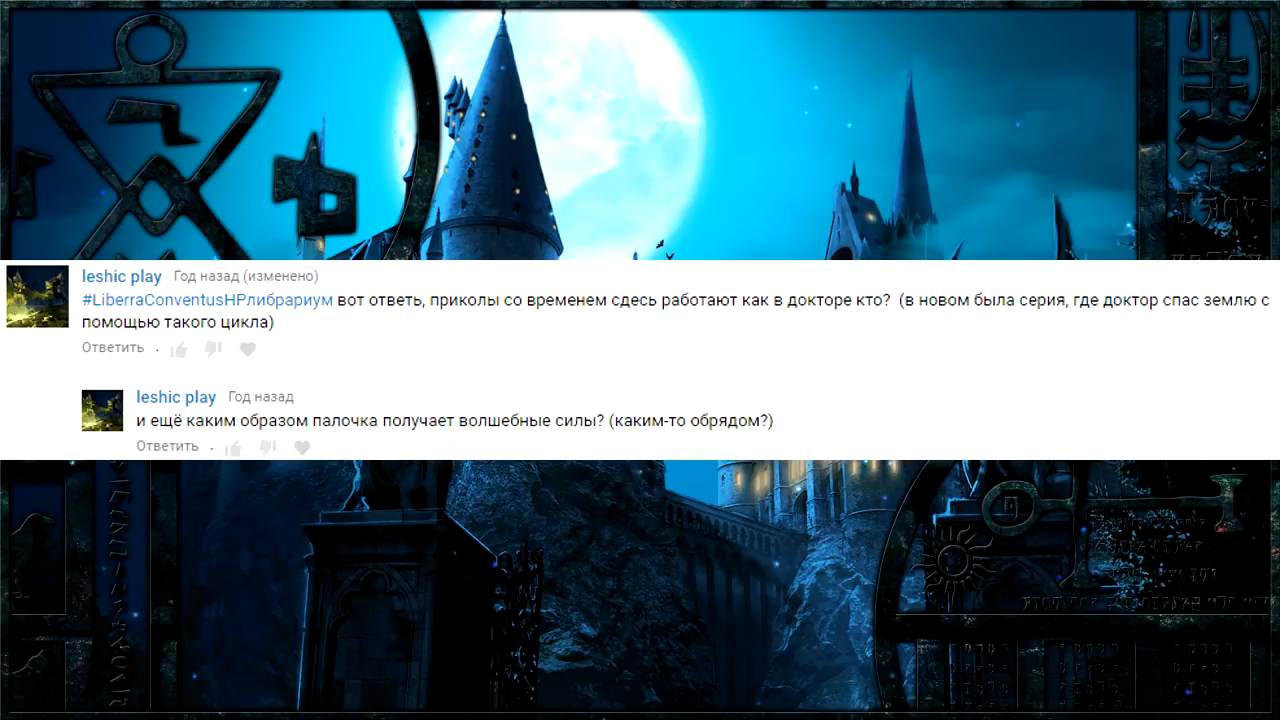 leshic play Год назад (изменено)
#LiberraConventusHPлибрариум вот ответь, приколы со временем сдесь работают как в докторе кто? (в новом была серия, где доктор спас землю с
помощью такого цикла)
Ответить ·
leshic play Год назад
и ещё каким образом палочка получает волшебные силы? (каким-то обрядом?)
Ответить ·